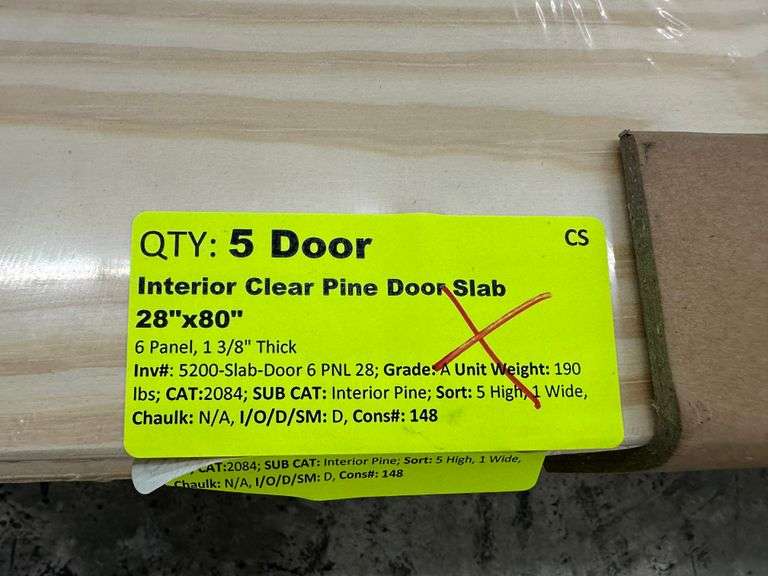 QTY: 5 Door CS
Interior Clear Pine Door Slab
28"x80"
6 Panel, 1 3/8" Thick
Inv#: 5200-Slab-Door 6 PNL 28; Grade: A Unit Weight: 190
lbs; CAT:2084; SUB CAT: Interior Pine; Sort: 5 High, 1 Wide,
Chaulk: N/A, I/O/D/SM: D, Cons#: 148
CAT:2084; SUB CAT: Interior Pine; Sort: 5 High, 1 Wide,
Chaulk: N/A, I/O/D/SM: D, Cons#: 148